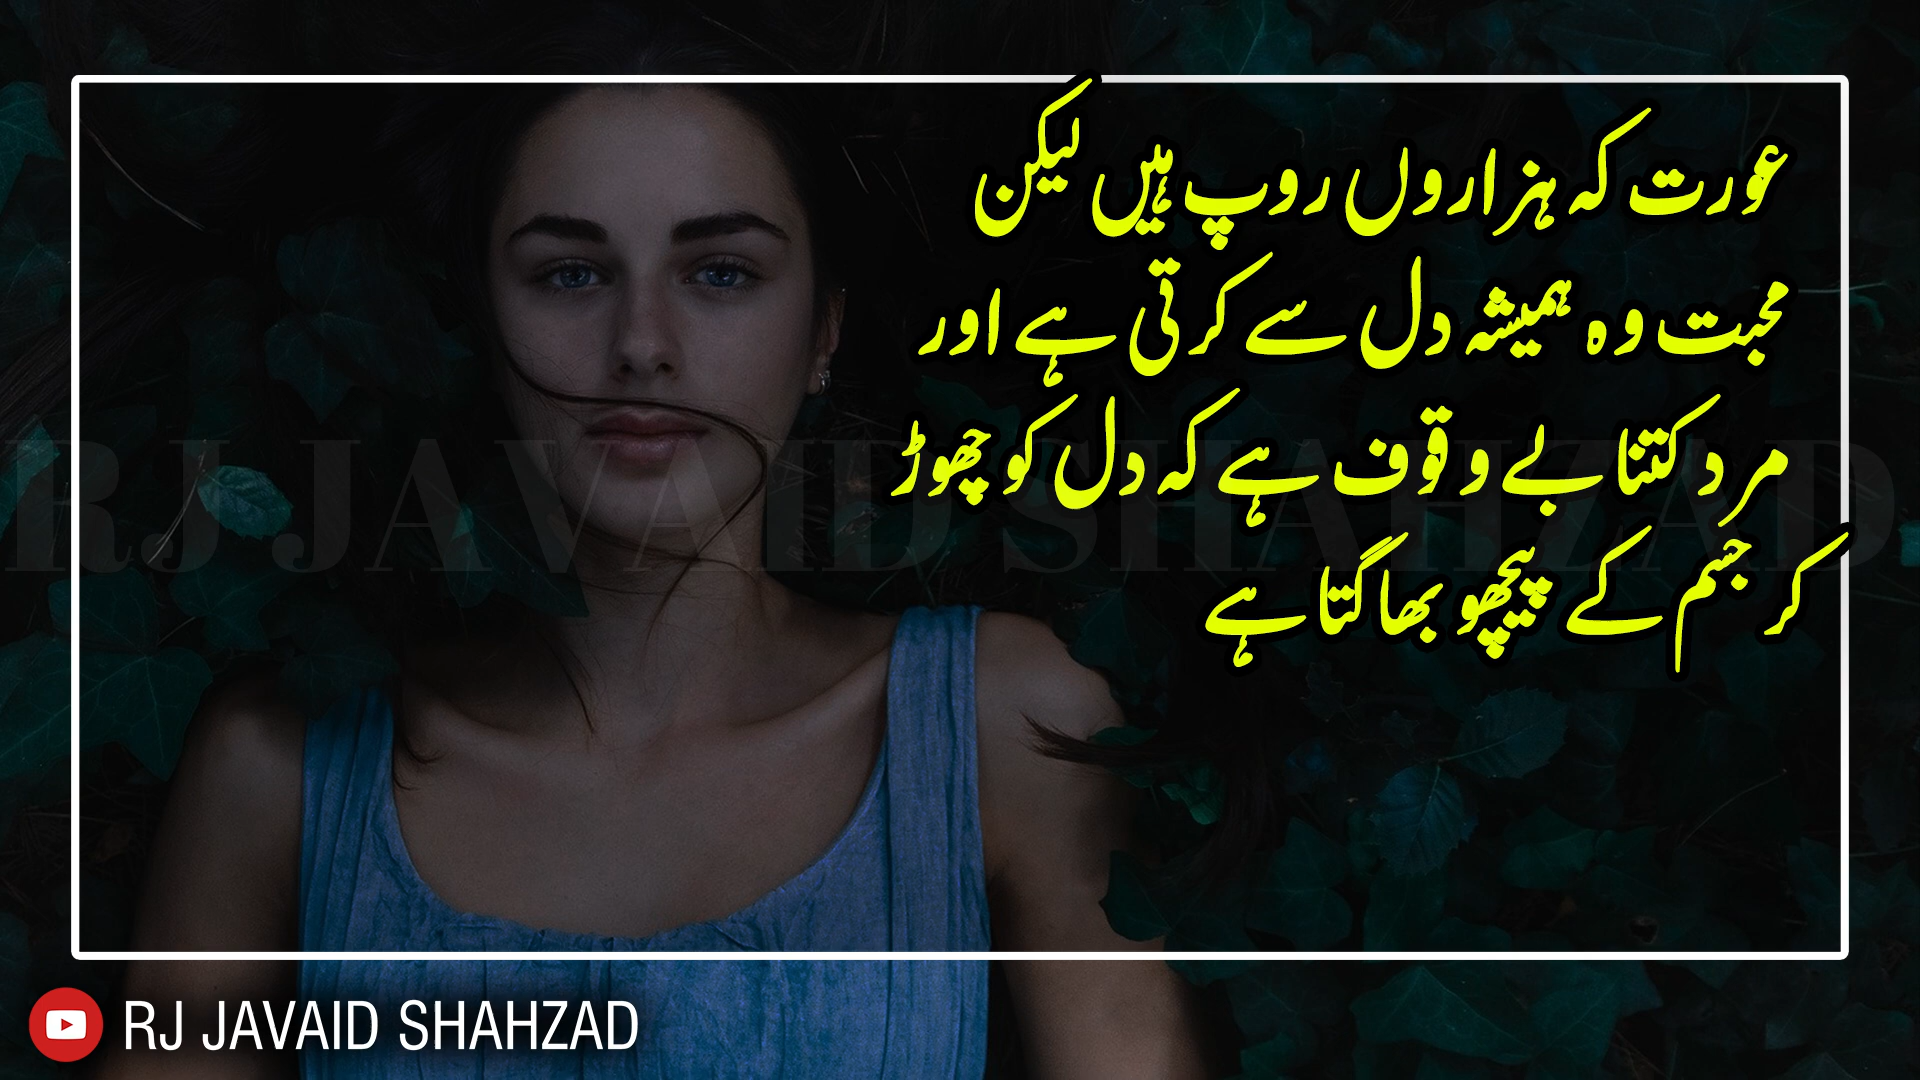 عورت کہ ہزاروں روپ ہیں لیکن
محبت وہ ہمیشہ دل سے کرتی ہے اور
مرد کتنا بے وقوف ہے کہ دل کو چھوڑ
کر جسم کے پیچھو بھاگتا ہے
RJ JAVAID SHAHZAD
RJ JAVAID SHAHZAD